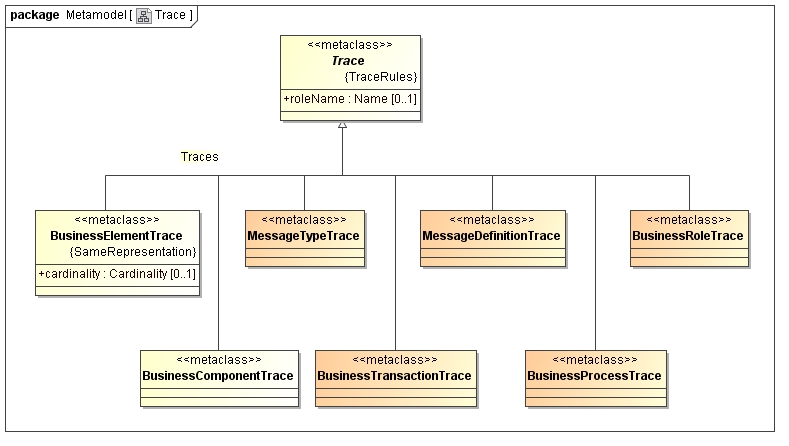 package Metamodel [ Trace ]
<<metaclass>>
Trace
{TraceRules}
+roleName : Name [0..1]
Traces
<<metaclass>>
BusinessElementTrace
{SameRepresentation}
+cardinality : Cardinality [0..1]
<<metaclass>>
MessageTypeTrace
<<metaclass>>
MessageDefinitionTrace
<<metaclass>>
BusinessRoleTrace
<<metaclass>>
BusinessComponentTrace
<<metaclass>>
BusinessTransactionTrace
<<metaclass>>
BusinessProcessTrace